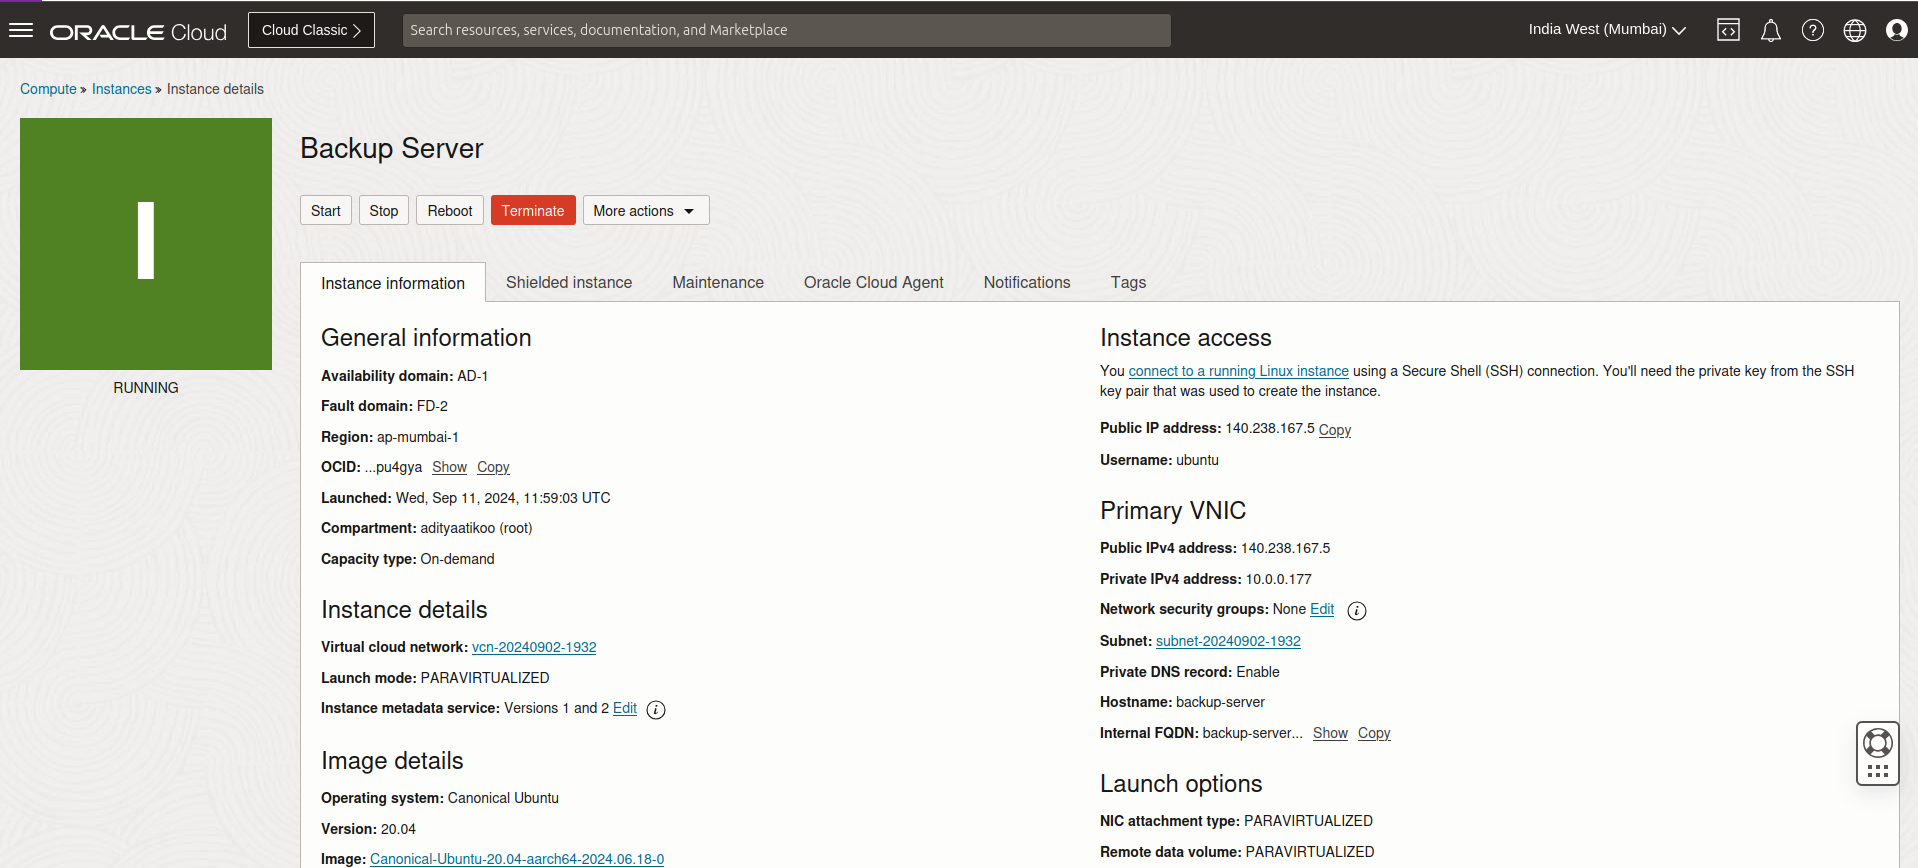 ORACLE Cloud
Cloud Classic
Search resources, services, documentation, and Marketplace
India West (Mumbai)
Compute » Instances » Instance details
I
RUNNING
Backup Server
Start Stop Reboot Terminate More actions
Instance information Shielded instance Maintenance Oracle Cloud Agent Notifications Tags
General information
Availability domain: AD-1
Fault domain: FD-2
Region: ap-mumbai-1
OCID: ...pu4gya Show Copy
Launched: Wed, Sep 11, 2024, 11:59:03 UTC
Compartment: adityaatikoo (root)
Capacity type: On-demand
Instance details
Virtual cloud network: vcn-20240902-1932
Launch mode: PARAVIRTUALIZED
Instance metadata service: Versions 1 and 2 Edit
Image details
Operating system: Canonical Ubuntu
Version: 20.04
Image: Canonical-Ubuntu-20.04-aarch64-2024.06.18-0
Instance access
You connect to a running Linux instance using a Secure Shell (SSH) connection. You'll need the private key from the SSH
key pair that was used to create the instance.
Public IP address: 140.238.167.5 Copy
Username: ubuntu
Primary VNIC
Public IPv4 address: 140.238.167.5
Private IPv4 address: 10.0.0.177
Network security groups: None Edit
Subnet: subnet-20240902-1932
Private DNS record: Enable
Hostname: backup-server
Internal FQDN: backup-server... Show Copy
Launch options
NIC attachment type: PARAVIRTUALIZED
Remote data volume: PARAVIRTUALIZED